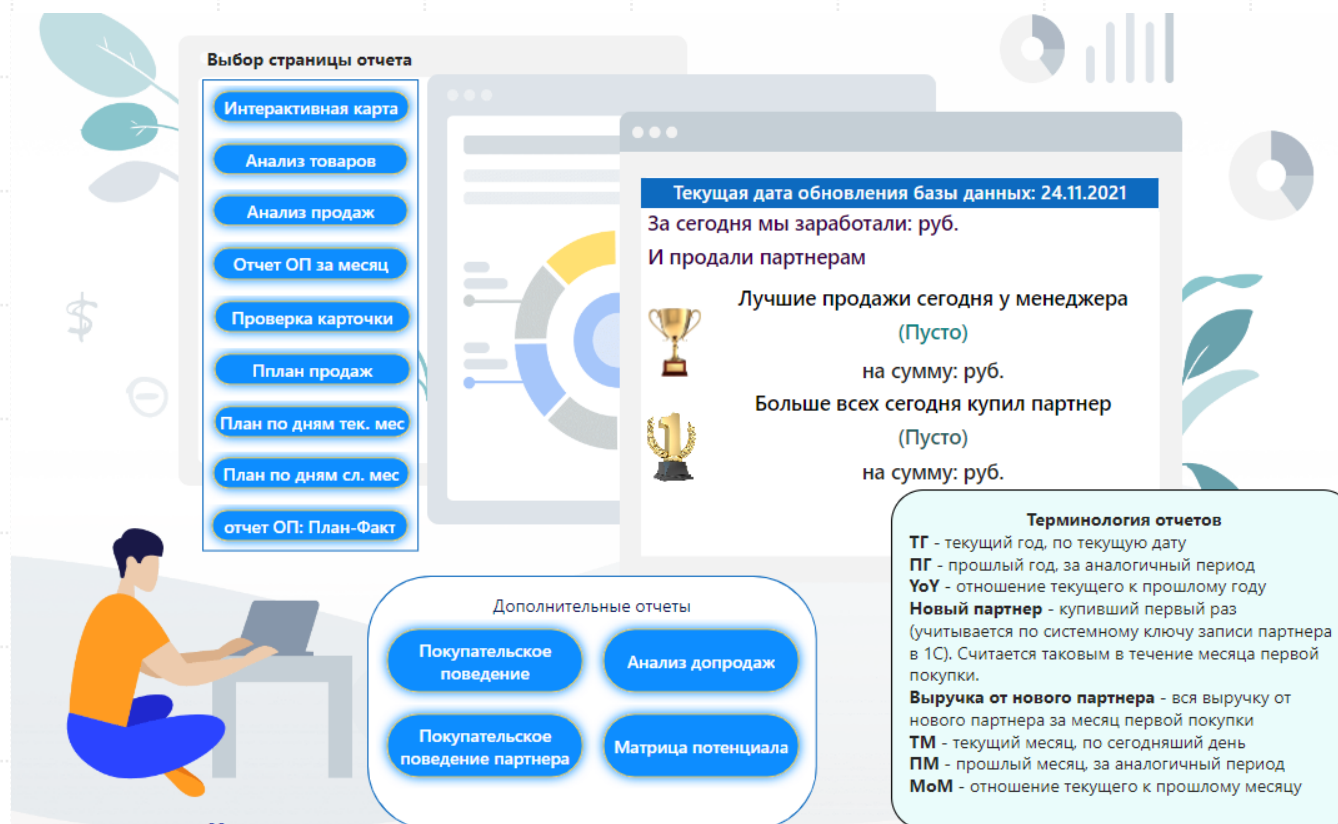 Выбор страницы отчета
Интерактивная карта
Анализ товаров
Анализ продаж
Отчет ОП за месяц
Проверка карточки
Пплан продаж
План по дням тек. мес
План по дням сл. мес
отчет ОП: План-Факт
Текущая дата обновления базы данных: 24.11.2021
За сегодня мы заработали: руб.
И продали партнерам
Лучшие продажи сегодня у менеджера
(Пусто)
на сумму: руб.
Больше всех сегодня купил партнер
(Пусто)
на сумму: руб.
Дополнительные отчеты
Покупательское
поведение
Анализ допродаж
Покупательское
поведение партнера
Матрица потенциала
Терминология отчетов
ТГ - текущий год, по текущую дату
ПГ - прошлый год, за аналогичный период
YoY - отношение текущего к прошлому году
Новый партнер - купивший первый раз
(учитывается по системному ключу записи партнера
в 1С). Считается таковым в течение месяца первой
покупки.
Выручка от нового партнера - вся выручку от
нового партнера за месяц первой покупки
ТМ - текущий месяц, по сегодняший день
ПМ - прошлый месяц, за аналогичный период
МоМ - отношение текущего к прошлому месяцу